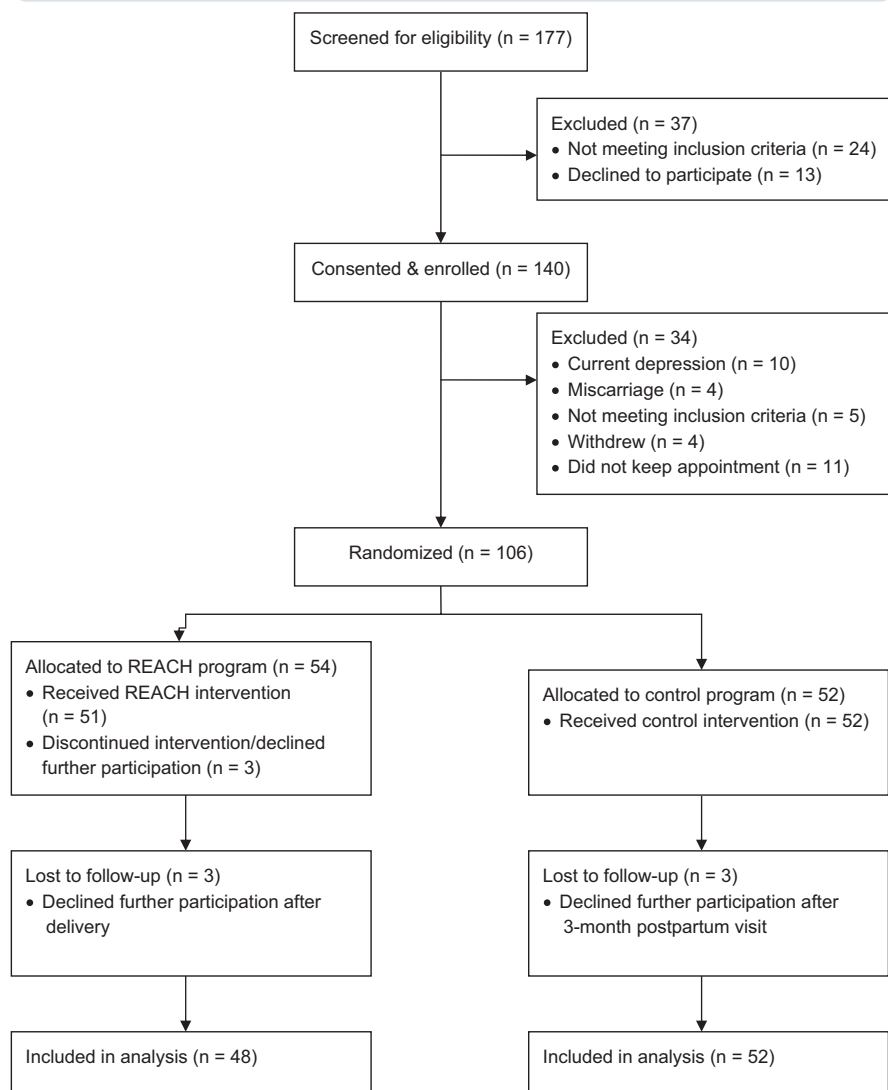 Screened for eligibility (n = 177)
Excluded (n = 37)
• Not meeting inclusion criteria (n = 24)
• Declined to participate (n = 13)
Consented & enrolled (n = 140)
Excluded (n = 34)
• Current depression (n = 10)
• Miscarriage (n = 4)
• Not meeting inclusion criteria (n = 5)
• Withdrew (n = 4)
• Did not keep appointment (n = 11)
Randomized (n = 106)
Allocated to REACH program (n = 54)
• Received REACH intervention
(n = 51)
• Discontinued intervention/declined
further participation (n = 3)
Allocated to control program (n = 52)
• Received control intervention (n = 52)
Lost to follow-up (n = 3)
• Declined further participation after
delivery
Lost to follow-up (n = 3)
• Declined further participation after
3-month postpartum visit
Included in analysis (n = 48)
Included in analysis (n = 52)